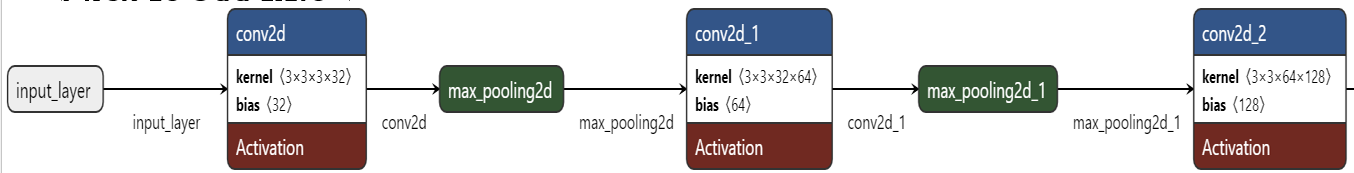 input_layer
input_layer
conv2d
kernel ⟨3×3×3×32⟩
bias ⟨32⟩
Activation
conv2d
max_pooling2d
max_pooling2d
conv2d_1
kernel ⟨3×3×32×64⟩
bias ⟨64⟩
Activation
conv2d_1
max_pooling2d_1
max_pooling2d_1
conv2d_2
kernel ⟨3×3×64×128⟩
bias ⟨128⟩
Activation